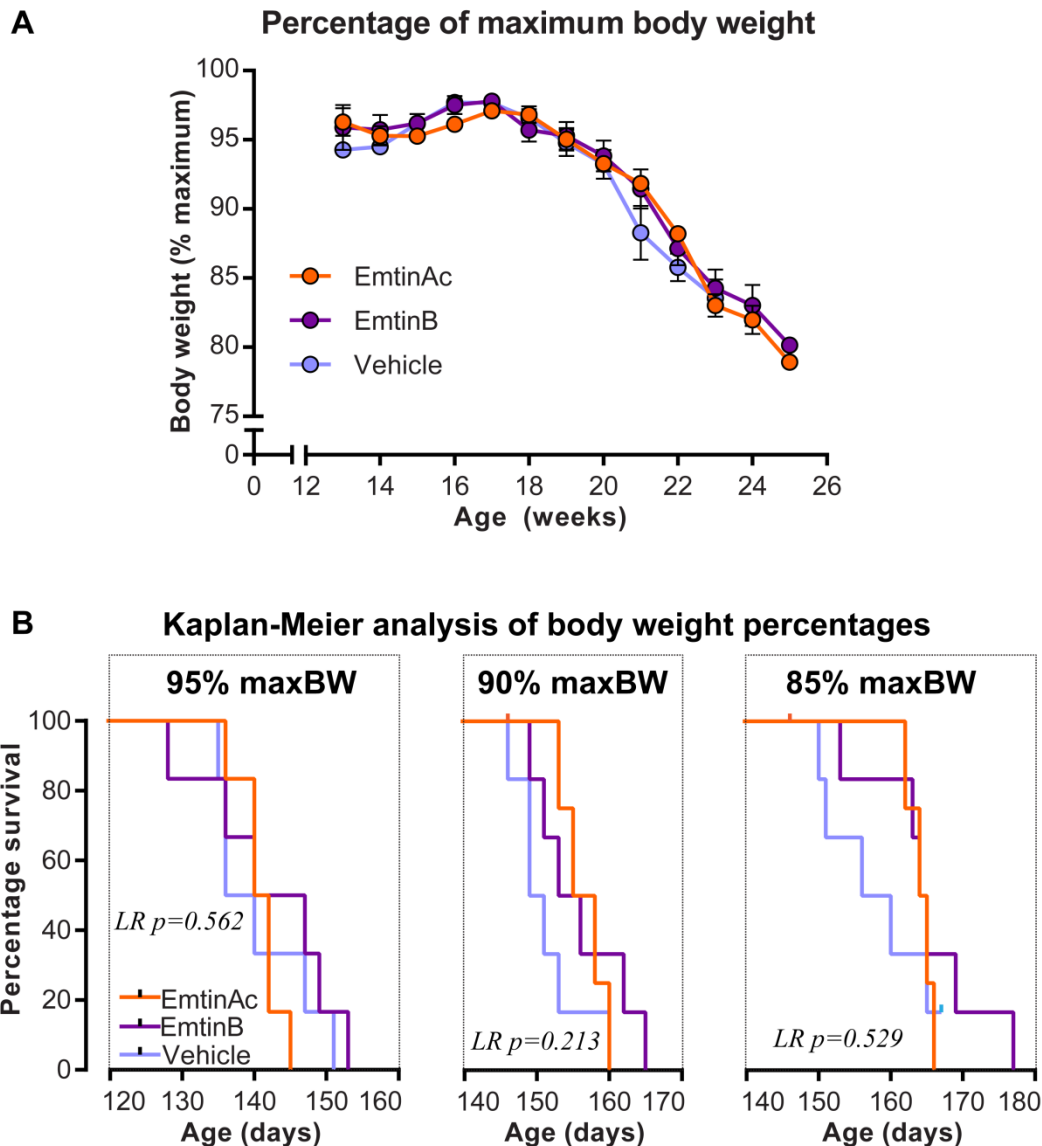 A
Percentage of maximum body weight
100
95
90
85
80
75
0
Body weight (% maximum)
EmtinAc
EmtinB
Vehicle
0 12 14 16 18 20 22 24 26
Age (weeks)
B
Kaplan-Meier analysis of body weight percentages
95% maxBW
90% maxBW
85% maxBW
100
80
60
40
20
0
Percentage survival
LR p=0.562
EmtinAc
EmtinB
Vehicle
LR p=0.213
LR p=0.529
120 130 140 150 160
140 150 160 170
140 150 160 170 180
Age (days)
Age (days)
Age (days)